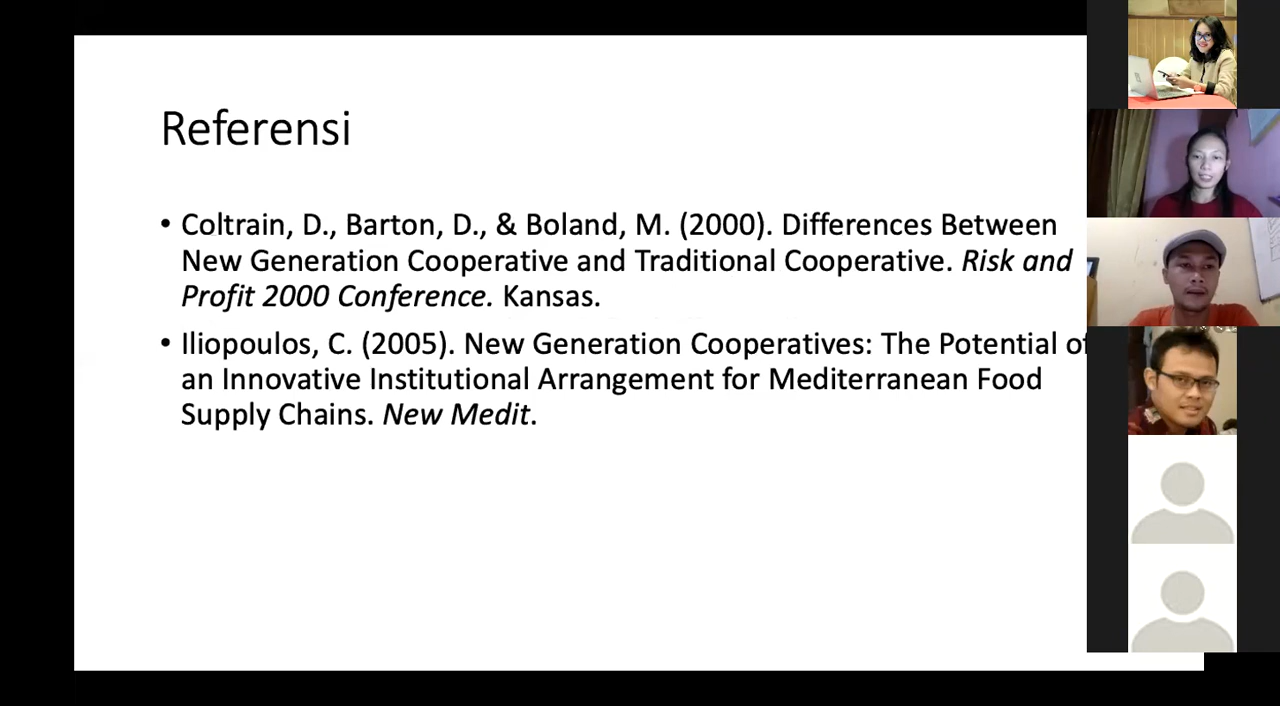 Referensi
• Coltrain, D., Barton, D., & Boland, M. (2000). Differences Between
New Generation Cooperative and Traditional Cooperative. Risk and
Profit 2000 Conference. Kansas.
• Iliopoulos, C. (2005). New Generation Cooperatives: The Potential of
an Innovative Institutional Arrangement for Mediterranean Food
Supply Chains. New Medit.